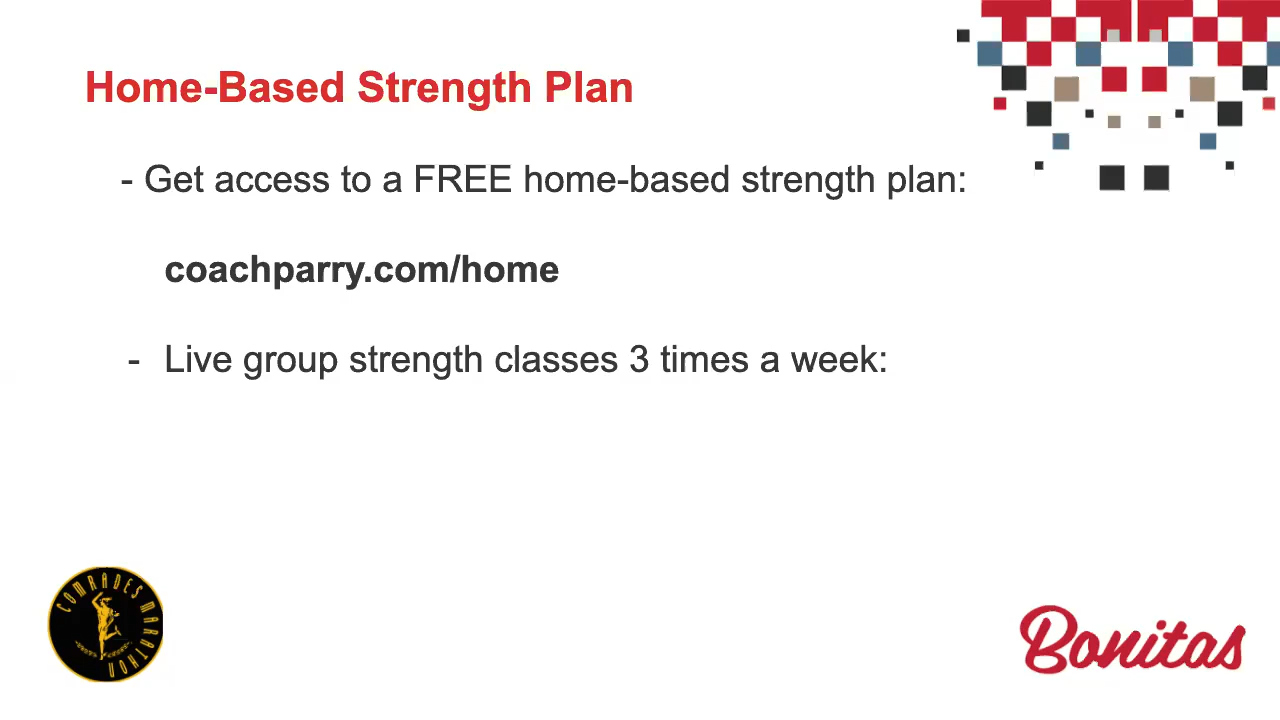 Home-Based Strength Plan
- Get access to a FREE home-based strength plan:
coachparry.com/home
- Live group strength classes 3 times a week:
COMRADES MARATHON
Bonitas